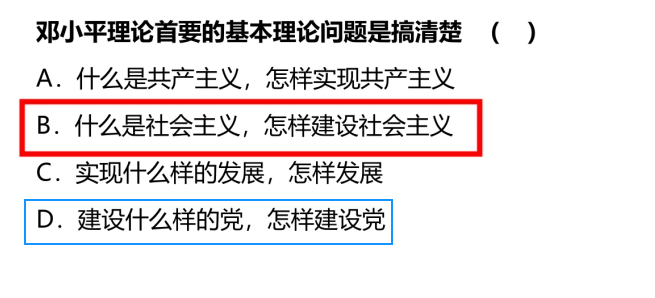 邓小平理论首要的基本理论问题是搞清楚 （ ）
A．什么是共产主义，怎样实现共产主义
B．什么是社会主义，怎样建设社会主义
C．实现什么样的发展，怎样发展
D．建设什么样的党，怎样建设党